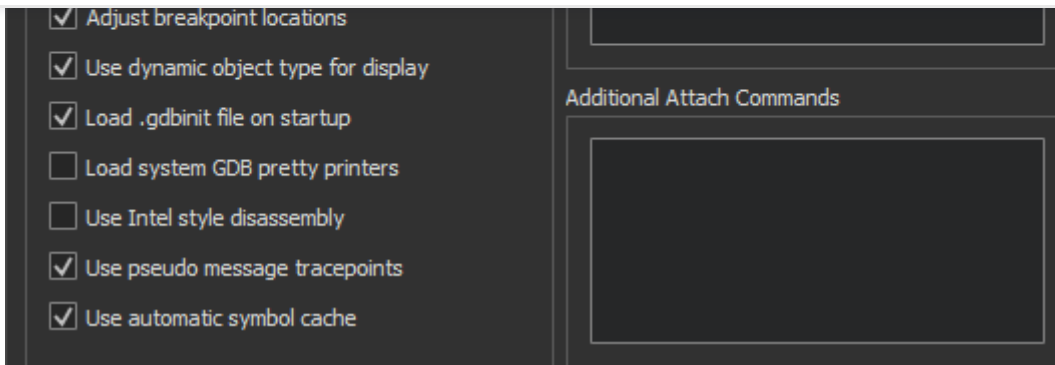 Adjust breakpoint locations
Use dynamic object type for display
Load .gdbinit file on startup
Load system GDB pretty printers
Use Intel style disassembly
Use pseudo message tracepoints
Use automatic symbol cache
Additional Attach Commands